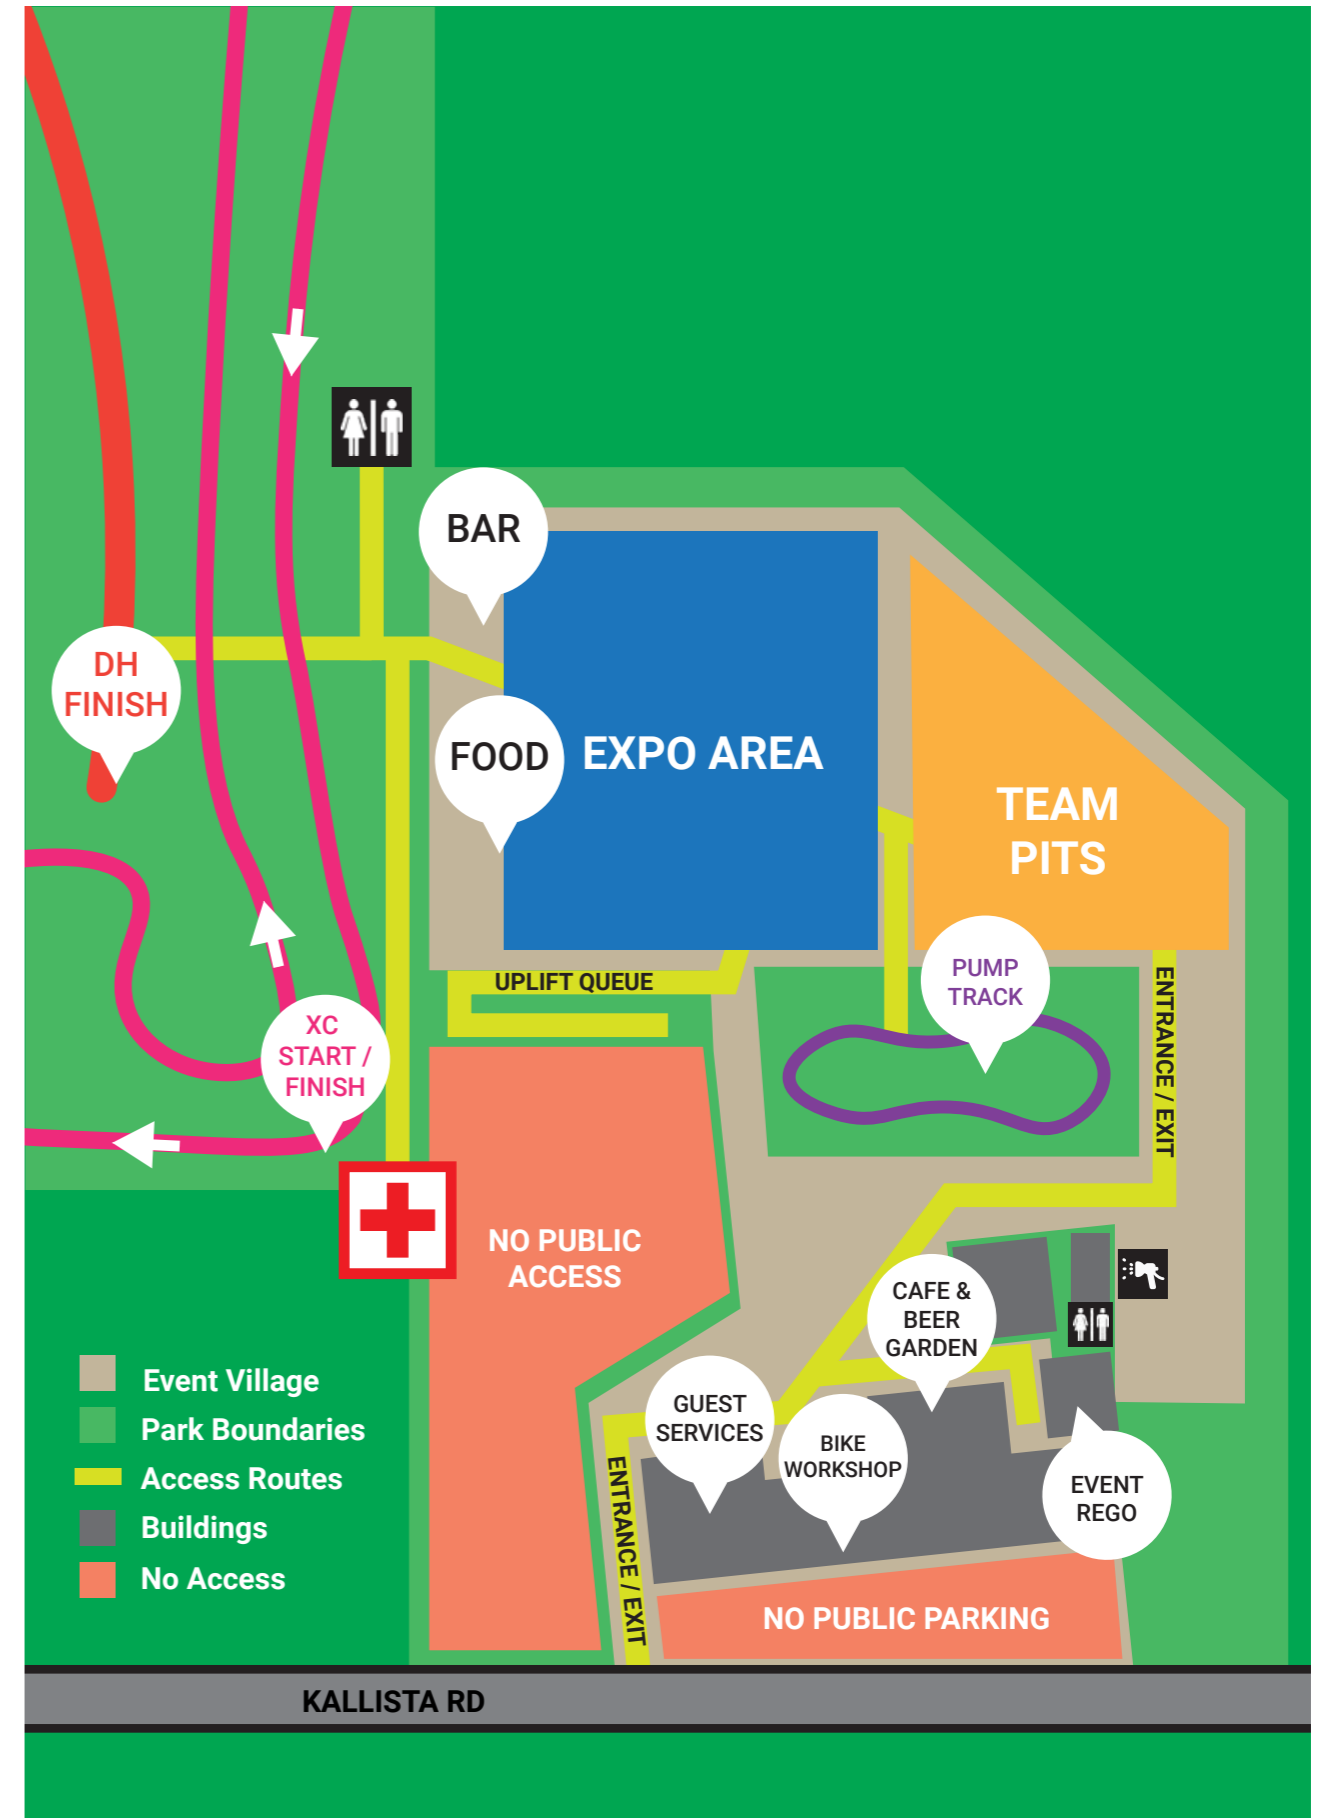 BAR
DH
FINISH
FOOD
EXPO AREA
TEAM
PITS
UPLIFT QUEUE
PUMP
TRACK
ENTRANCE / EXIT
XC
START /
FINISH
NO PUBLIC
ACCESS
CAFE &
BEER
GARDEN
GUEST
SERVICES
BIKE
WORKSHOP
EVENT
REGO
ENTRANCE / EXIT
NO PUBLIC PARKING
Event Village
Park Boundaries
Access Routes
Buildings
No Access
KALLISTA RD